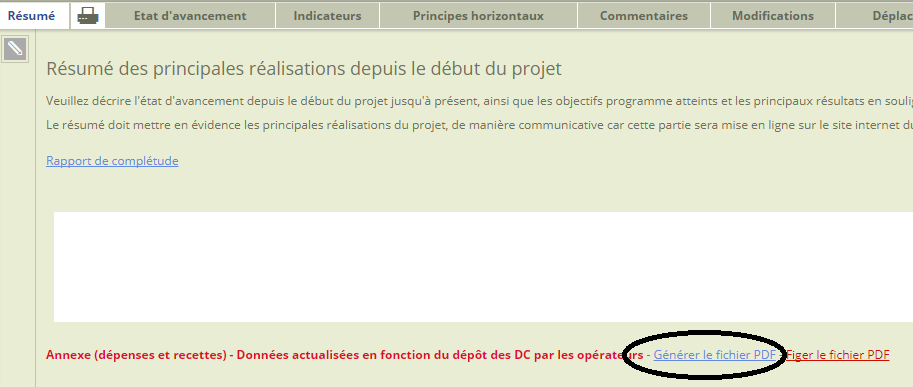 Résumé Etat d'avancement Indicateurs Principes horizontaux Commentaires Modifications Déplac
Résumé des principales réalisations depuis le début du projet
Veuillez décrire l'état d'avancement depuis le début du projet jusqu'à présent, ainsi que les objectifs programme atteints et les principaux résultats en soulig
Le résumé doit mettre en évidence les principales réalisations du projet, de manière communicative car cette partie sera mise en ligne sur le site internet du
Rapport de complétude
Annexe (dépenses et recettes) - Données actualisées en fonction du dépôt des DC par les opérateurs - Générer le fichier PDF - Figer le fichier PDF